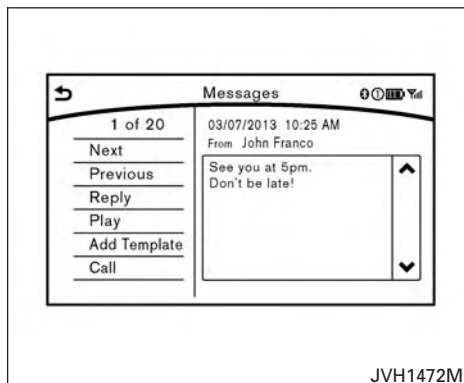 Messages
1 of 20
Next
Previous
Reply
Play
Add Template
Call
03/07/2013 10:25 AM
From John Franco
See you at 5pm.
Don't be late!
JVH1472M